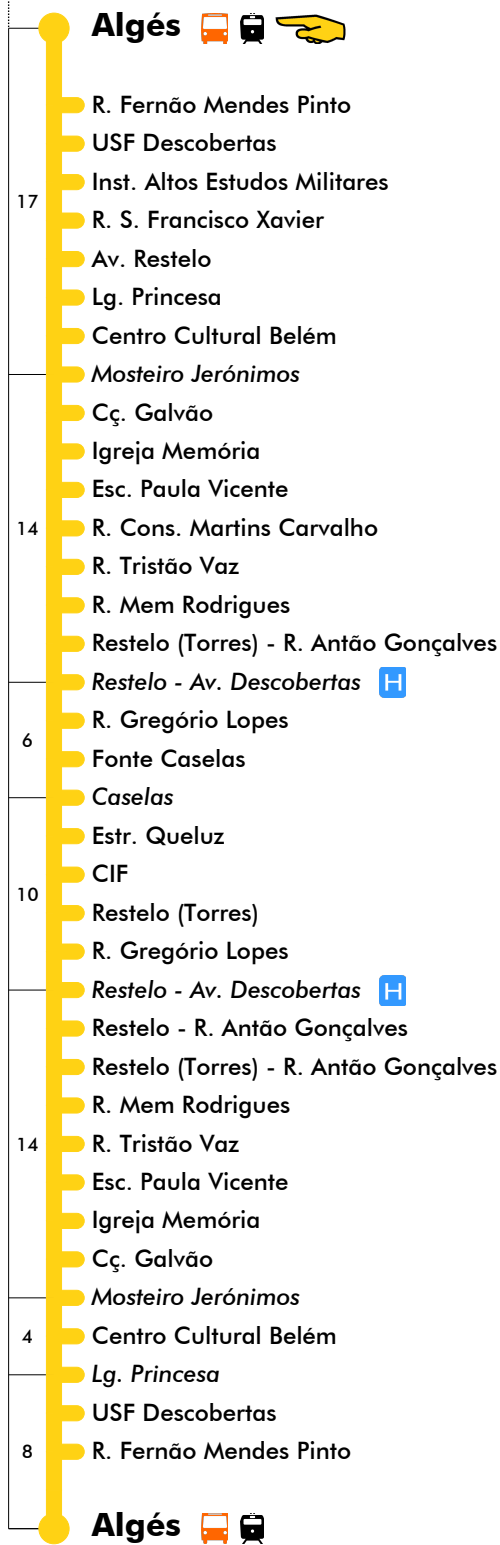 Algés
R. Fernão Mendes Pinto
USF Descobertas
Inst. Altos Estudos Militares
17
R. S. Francisco Xavier
Av. Restelo
Lg. Princesa
Centro Cultural Belém
Mosteiro Jerónimos
Cç. Galvão
Igreja Memória
Esc. Paula Vicente
14
R. Cons. Martins Carvalho
R. Tristão Vaz
R. Mem Rodrigues
Restelo (Torres) - R. Antão Gonçalves
Restelo - Av. Descobertas H
R. Gregório Lopes
6
Fonte Caselas
Caselas
Estr. Queluz
CIF
10
Restelo (Torres)
R. Gregório Lopes
Restelo - Av. Descobertas H
Restelo - R. Antão Gonçalves
Restelo (Torres) - R. Antão Gonçalves
R. Mem Rodrigues
14
R. Tristão Vaz
Esc. Paula Vicente
Igreja Memória
Cç. Galvão
Mosteiro Jerónimos
4
Centro Cultural Belém
Lg. Princesa
USF Descobertas
8
R. Fernão Mendes Pinto
Algés